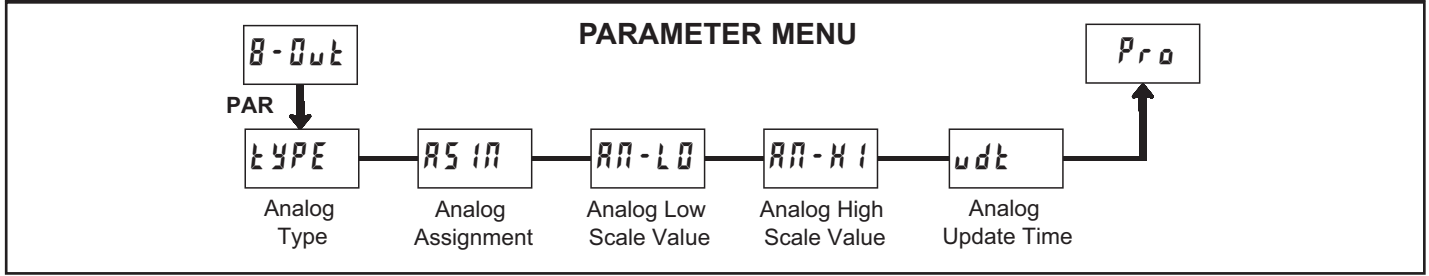 PARAMETER MENU
8-Out
Pro
PAR
tYPE
ASIN
AN-LO
AN-HI
udt
Analog
Type
Analog
Assignment
Analog Low
Scale Value
Analog High
Scale Value
Analog
Update Time